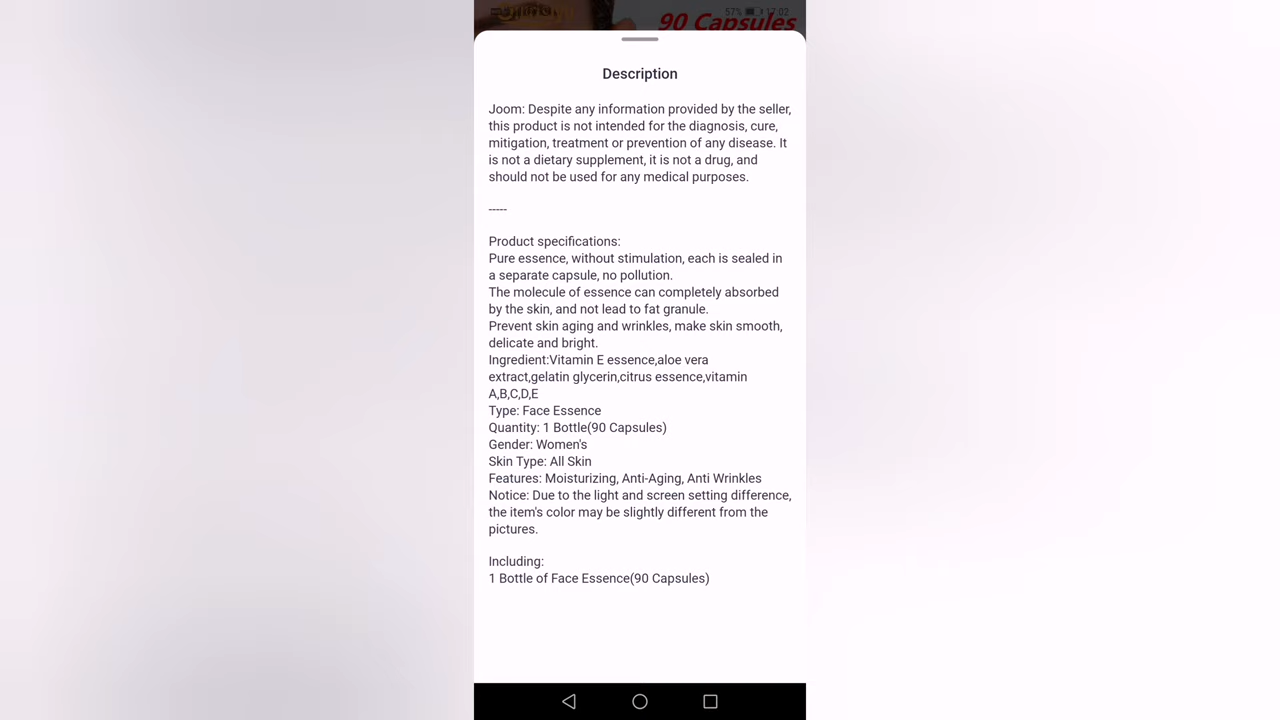 57% 17:02
90 Capsules
Description
Joom: Despite any information provided by the seller,
this product is not intended for the diagnosis, cure,
mitigation, treatment or prevention of any disease. It
is not a dietary supplement, it is not a drug, and
should not be used for any medical purposes.
-----
Product specifications:
Pure essence, without stimulation, each is sealed in
a separate capsule, no pollution.
The molecule of essence can completely absorbed
by the skin, and not lead to fat granule.
Prevent skin aging and wrinkles, make skin smooth,
delicate and bright.
Ingredient:Vitamin E essence,aloe vera
extract,gelatin glycerin,citrus essence,vitamin
A,B,C,D,E
Type: Face Essence
Quantity: 1 Bottle(90 Capsules)
Gender: Women's
Skin Type: All Skin
Features: Moisturizing, Anti-Aging, Anti Wrinkles
Notice: Due to the light and screen setting difference,
the item's color may be slightly different from the
pictures.
Including:
1 Bottle of Face Essence(90 Capsules)